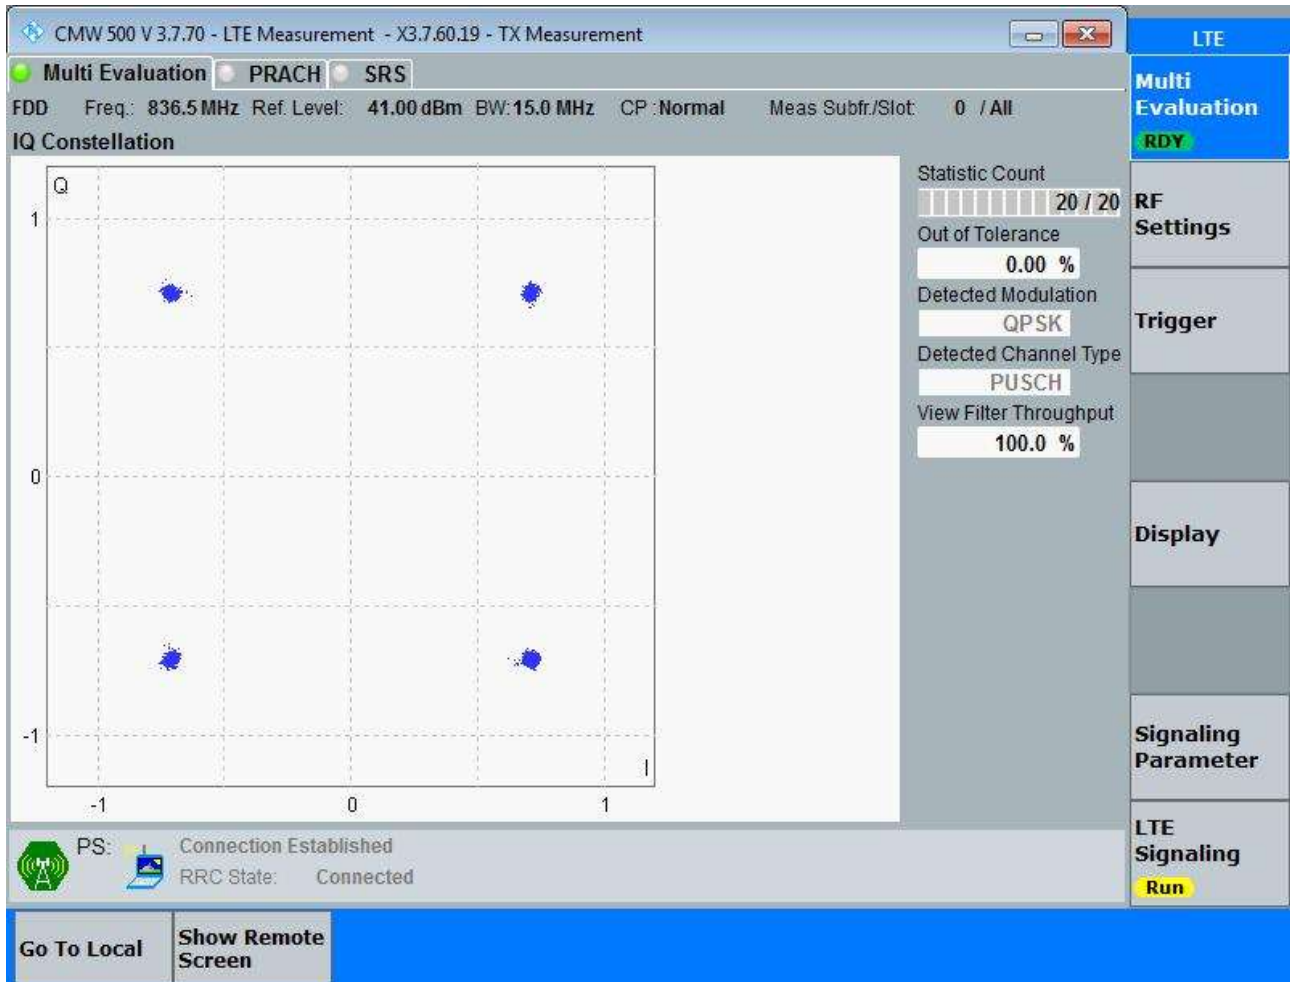 CMW 500 V 3.7.70 - LTE Measurement - X3.7.60.19 - TX Measurement
LTE
Multi Evaluation PRACH SRS
FDD Freq.: 836.5 MHz Ref. Level: 41.00 dBm BW: 15.0 MHz CP : Normal Meas Subfr./Slot: 0 / All
IQ Constellation
Q
1
0
-1
I
-1 0 1
Statistic Count
20 / 20
Out of Tolerance
0.00 %
Detected Modulation
QPSK
Detected Channel Type
PUSCH
View Filter Throughput
100.0 %
Multi
Evaluation
RDY
RF
Settings
Trigger
Display
Signaling
Parameter
LTE
Signaling
Run
PS: Connection Established
RRC State: Connected
Go To Local
Show Remote
Screen